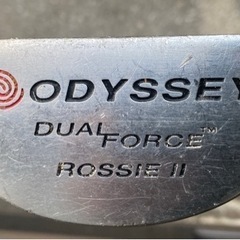 ODYSSEY
DUAL FORCE™
ROSSIE II